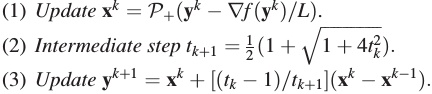 (1) Update x^k = P_+(y^k − ∇f(y^k)/L).
(2) Intermediate step t_{k+1} = ½(1 + √(1 + 4t_k^2)).
(3) Update y^{k+1} = x^k + [(t_k − 1)/t_{k+1}](x^k − x^{k−1}).